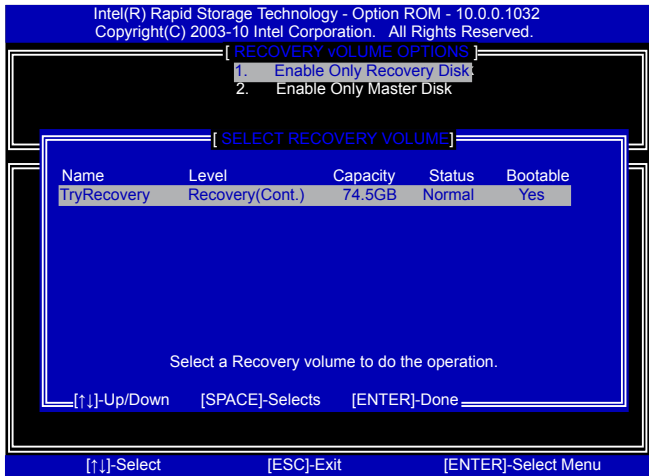 Intel(R) Rapid Storage Technology - Option ROM - 10.0.0.1032
Copyright(C) 2003-10 Intel Corporation. All Rights Reserved.
[ RECOVERY vOLUME OPTIONS ]
1. Enable Only Recovery Disk
2. Enable Only Master Disk
[ SELECT RECOVERY VOLUME]
Name Level Capacity Status Bootable
TryRecovery Recovery(Cont.) 74.5GB Normal Yes
Select a Recovery volume to do the operation.
[↑↓]-Up/Down [SPACE]-Selects [ENTER]-Done
[↑↓]-Select [ESC]-Exit [ENTER]-Select Menu